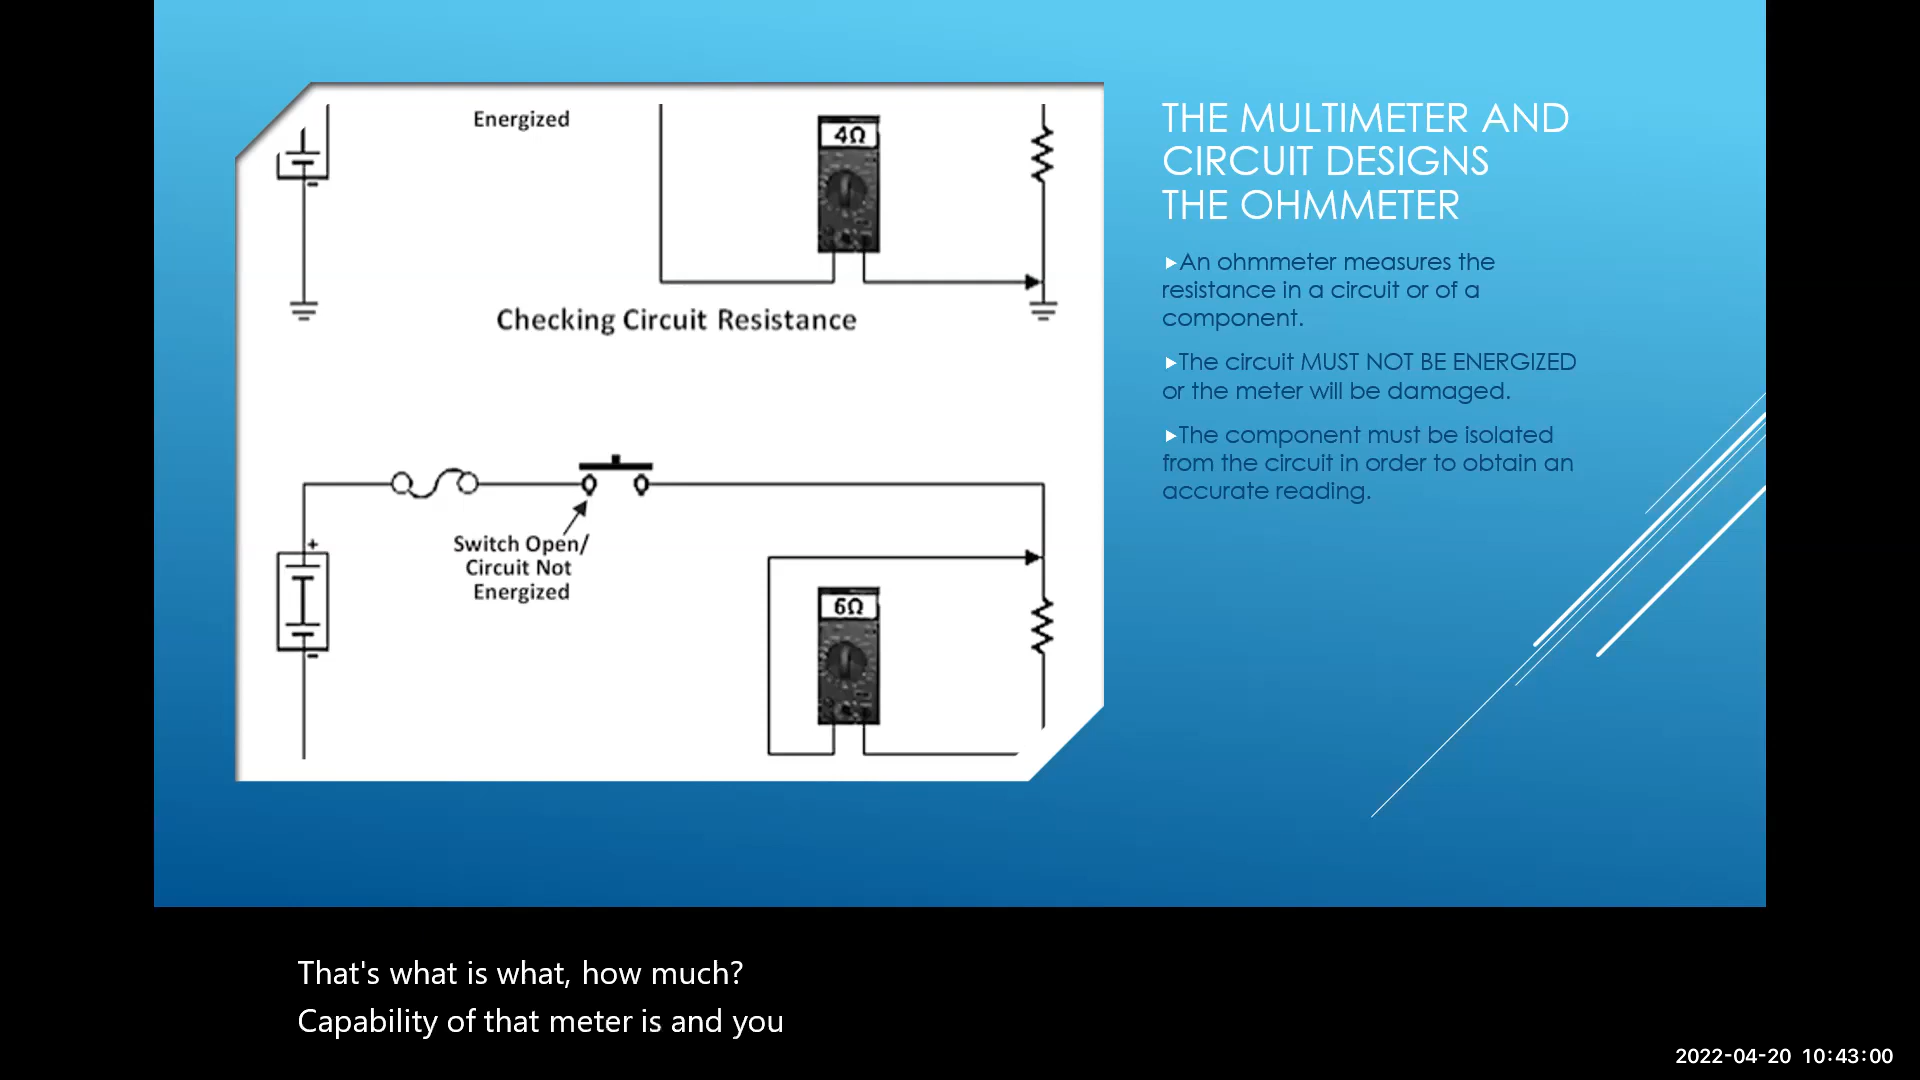 Energized
4Ω
Checking Circuit Resistance
+
Switch Open/
Circuit Not
Energized
6Ω
THE MULTIMETER AND
CIRCUIT DESIGNS
THE OHMMETER
An ohmmeter measures the
resistance in a circuit or of a
component.
The circuit MUST NOT BE ENERGIZED
or the meter will be damaged.
The component must be isolated
from the circuit in order to obtain an
accurate reading.
That's what is what, how much?
Capability of that meter is and you
2022-04-20 10:43:00